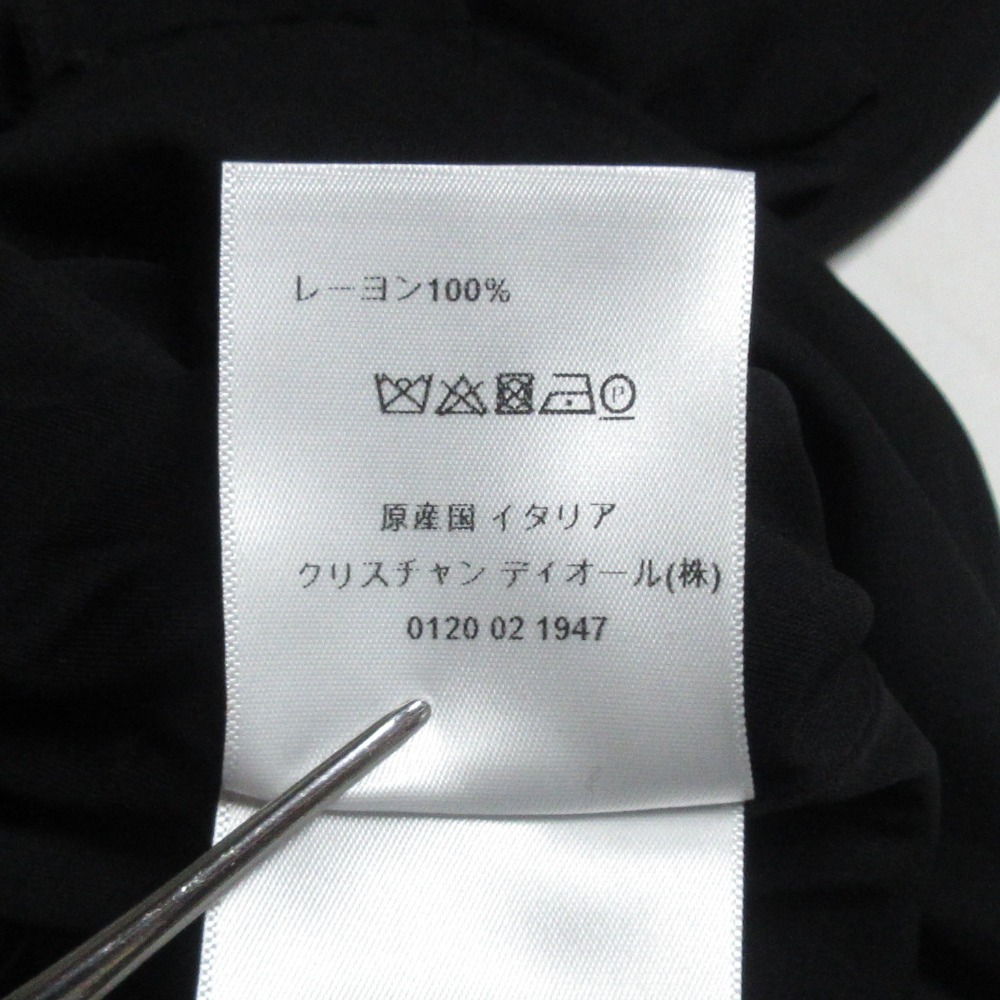 レーヨン100%
P
原産国 イタリア
クリスチャン ディオール(株)
0120 02 1947